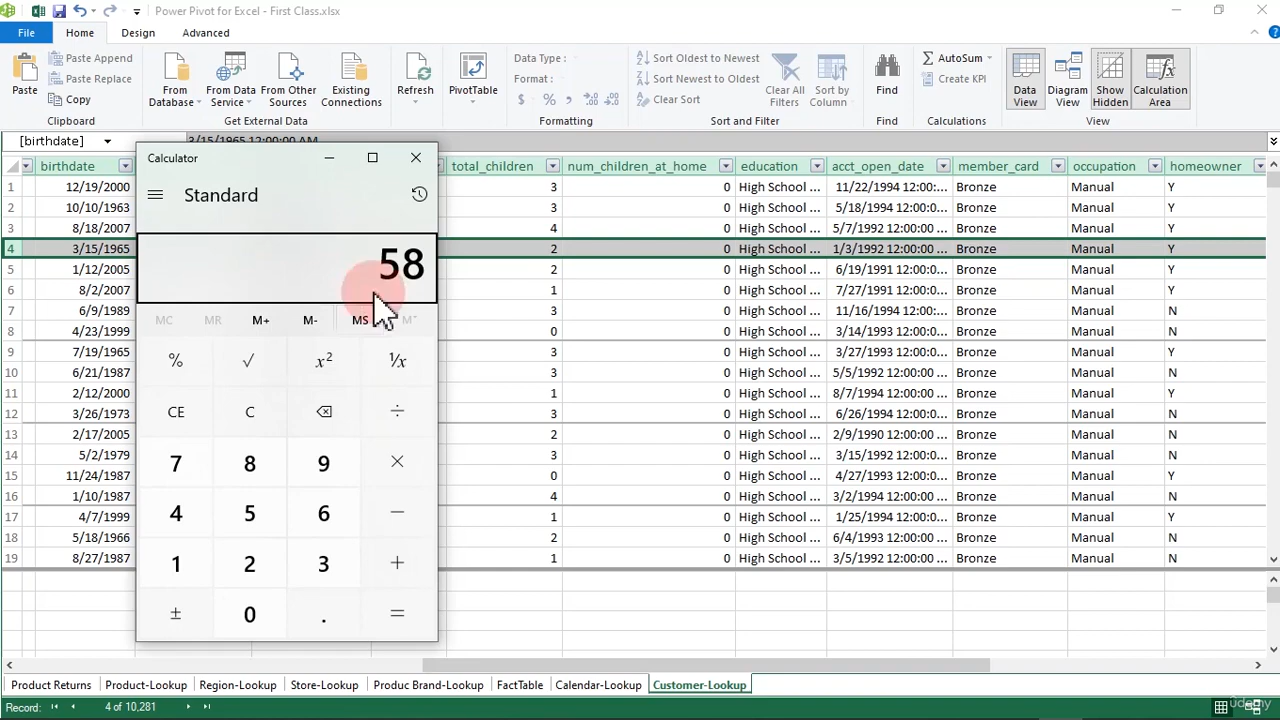 Power Pivot for Excel - First Class.xlsx
File Home Design Advanced
Paste
Paste Append
Paste Replace
Copy
Clipboard
From Database
From Data Service
From Other Sources
Existing Connections
Get External Data
Refresh
PivotTable
Data Type :
Format :
$ %
Formatting
Sort Oldest to Newest
Sort Newest to Oldest
Clear Sort
Clear All Filters
Sort by Column
Sort and Filter
Find
Find
AutoSum
Create KPI
Calculations
Data View
Diagram View
Show Hidden
Calculation Area
View
[birthdate] 3/15/1965 12:00:00 AM
birthdate total_children num_children_at_home education acct_open_date member_card occupation homeowner
1 12/19/2000 3 0 High School ... 11/22/1994 12:00:... Bronze Manual Y
2 10/10/1963 3 0 High School ... 5/18/1994 12:00:0... Bronze Manual Y
3 8/18/2007 4 0 High School ... 5/7/1992 12:00:00 ... Bronze Manual Y
4 3/15/1965 2 0 High School ... 1/3/1992 12:00:00 ... Bronze Manual Y
5 1/12/2005 2 0 High School ... 6/19/1991 12:00:0... Bronze Manual Y
6 8/2/2007 1 0 High School ... 7/27/1991 12:00:0... Bronze Manual Y
7 6/9/1989 3 0 High School ... 11/16/1994 12:00:... Bronze Manual N
8 4/23/1999 0 0 High School ... 3/14/1993 12:00:0... Bronze Manual N
9 7/19/1965 3 0 High School ... 3/27/1993 12:00:0... Bronze Manual Y
10 6/21/1987 3 0 High School ... 5/5/1992 12:00:00 ... Bronze Manual N
11 2/12/2000 1 0 High School ... 8/7/1994 12:00:00 ... Bronze Manual Y
12 3/26/1973 3 0 High School ... 6/26/1994 12:00:0... Bronze Manual N
13 2/17/2005 2 0 High School ... 2/9/1990 12:00:00 ... Bronze Manual N
14 5/2/1979 3 0 High School ... 3/15/1992 12:00:0... Bronze Manual N
15 11/24/1987 0 0 High School ... 4/27/1993 12:00:0... Bronze Manual Y
16 1/10/1987 4 0 High School ... 3/2/1994 12:00:00 ... Bronze Manual N
17 4/7/1999 1 0 High School ... 1/25/1994 12:00:0... Bronze Manual Y
18 5/18/1966 2 0 High School ... 6/4/1993 12:00:00 ... Bronze Manual N
19 8/27/1987 1 0 High School ... 3/5/1992 12:00:00 ... Bronze Manual N
Calculator
Standard
58
MC MR M+ M- MS M˅
% √ x² ¹/x
CE C ÷
7 8 9 ×
4 5 6 −
1 2 3 +
± 0 . =
Product Returns Product-Lookup Region-Lookup Store-Lookup Produc Brand-Lookup FactTable Calendar-Lookup Customer-Lookup
Record: 4 of 10,281
udemy